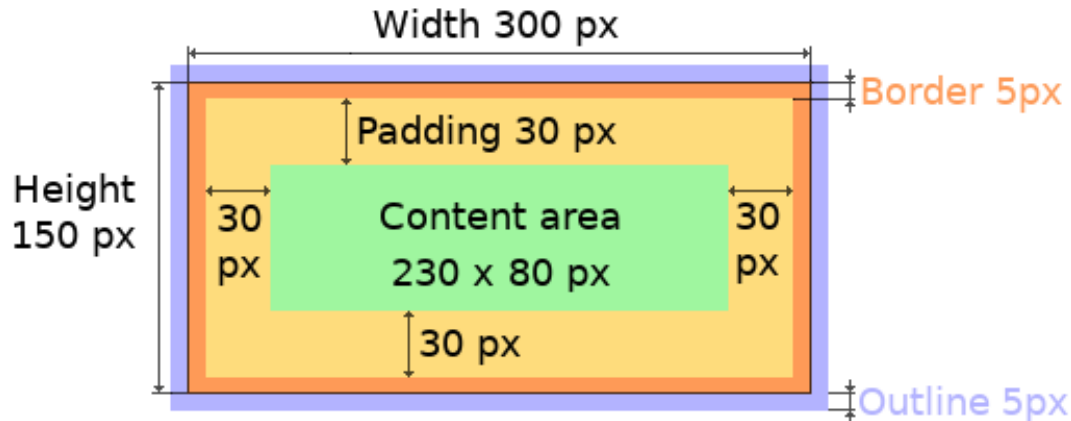 Width 300 px
Border 5px
Padding 30 px
Height
150 px
30
px
Content area
230 x 80 px
30
px
30 px
Outline 5px